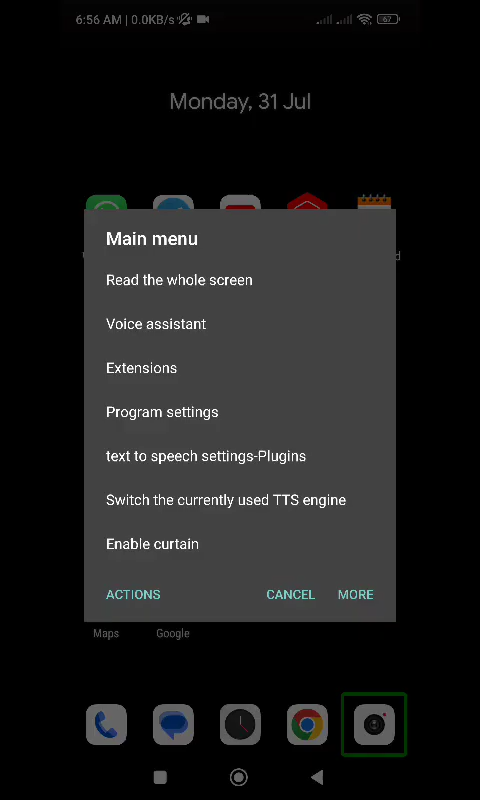 6:56 AM | 0.0KB/s
67
Monday, 31 Jul
d
Main menu
Read the whole screen
Voice assistant
Extensions
Program settings
text to speech settings-Plugins
Switch the currently used TTS engine
Enable curtain
ACTIONS CANCEL MORE
Maps Google